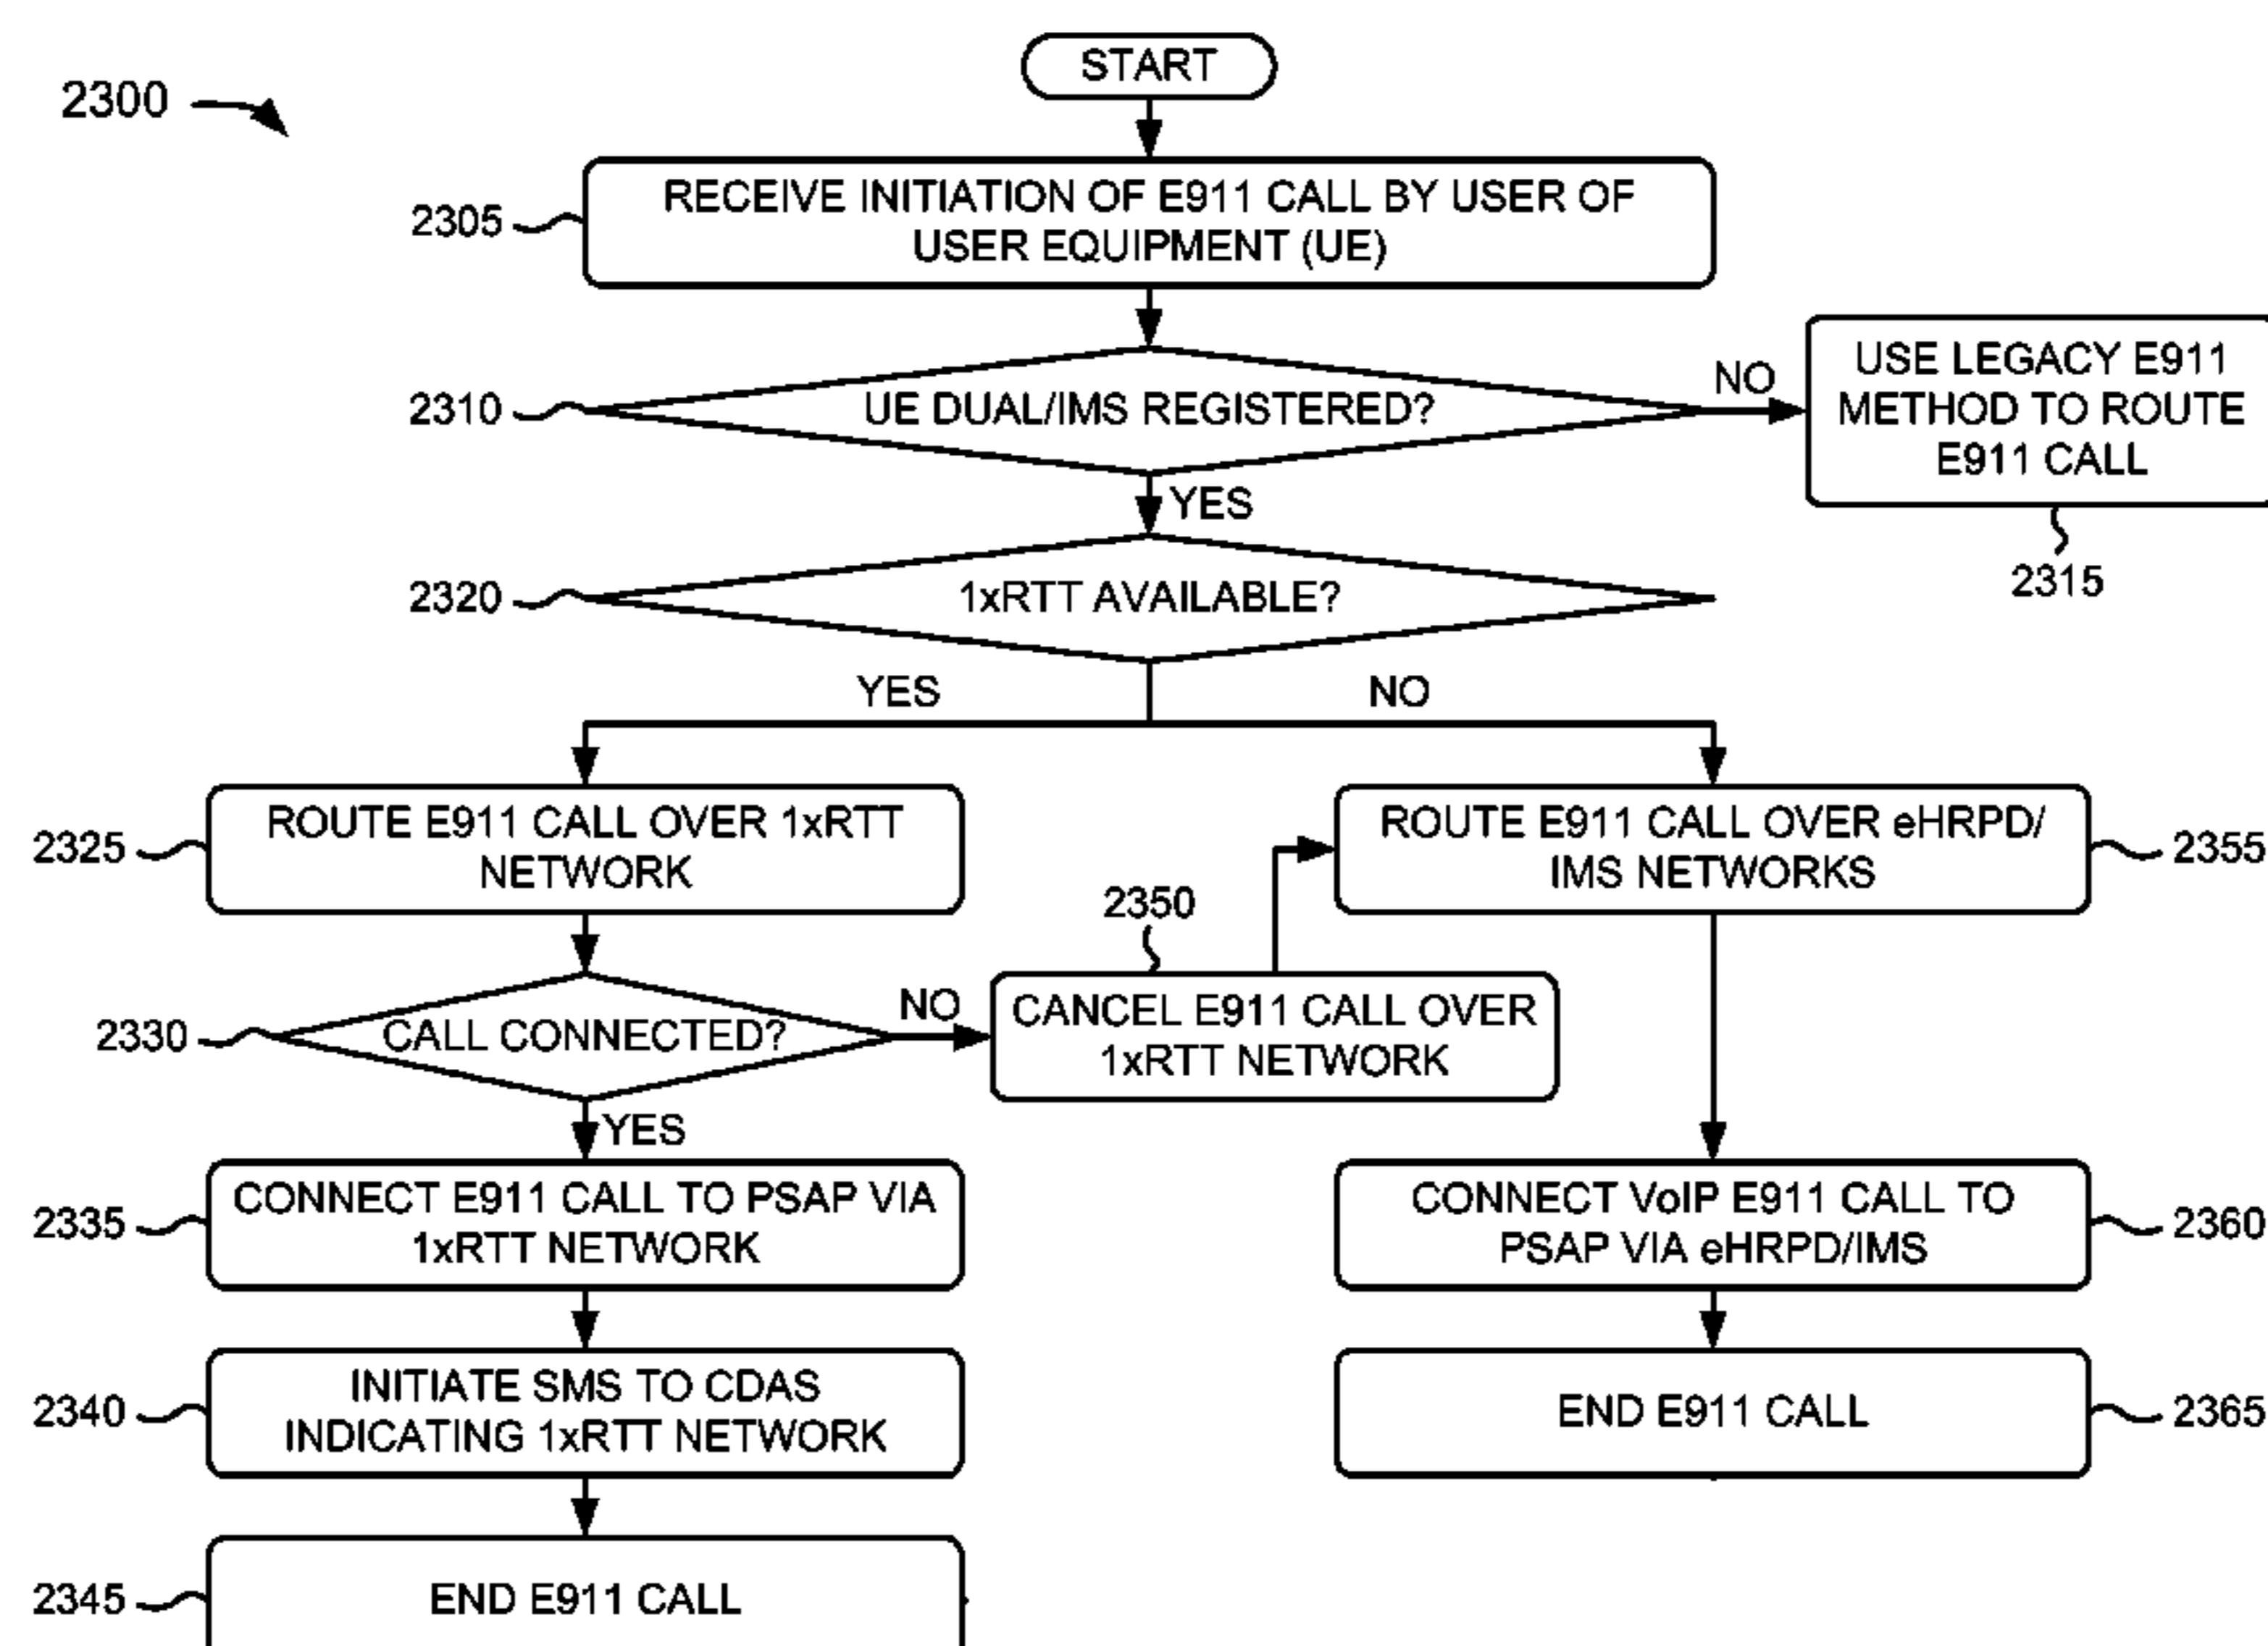 START
2300
2305
RECEIVE INITIATION OF E911 CALL BY USER OF
USER EQUIPMENT (UE)
2310
UE DUAL/IMS REGISTERED?
NO
USE LEGACY E911
METHOD TO ROUTE
E911 CALL
2315
YES
2320
1xRTT AVAILABLE?
YES
NO
2325
ROUTE E911 CALL OVER 1xRTT
NETWORK
ROUTE E911 CALL OVER eHRPD/
IMS NETWORKS
2355
2330
CALL CONNECTED?
NO
2350
CANCEL E911 CALL OVER
1xRTT NETWORK
YES
2335
CONNECT E911 CALL TO PSAP VIA
1xRTT NETWORK
CONNECT VoIP E911 CALL TO
PSAP VIA eHRPD/IMS
2360
2340
INITIATE SMS TO CDAS
INDICATING 1xRTT NETWORK
END E911 CALL
2365
2345
END E911 CALL